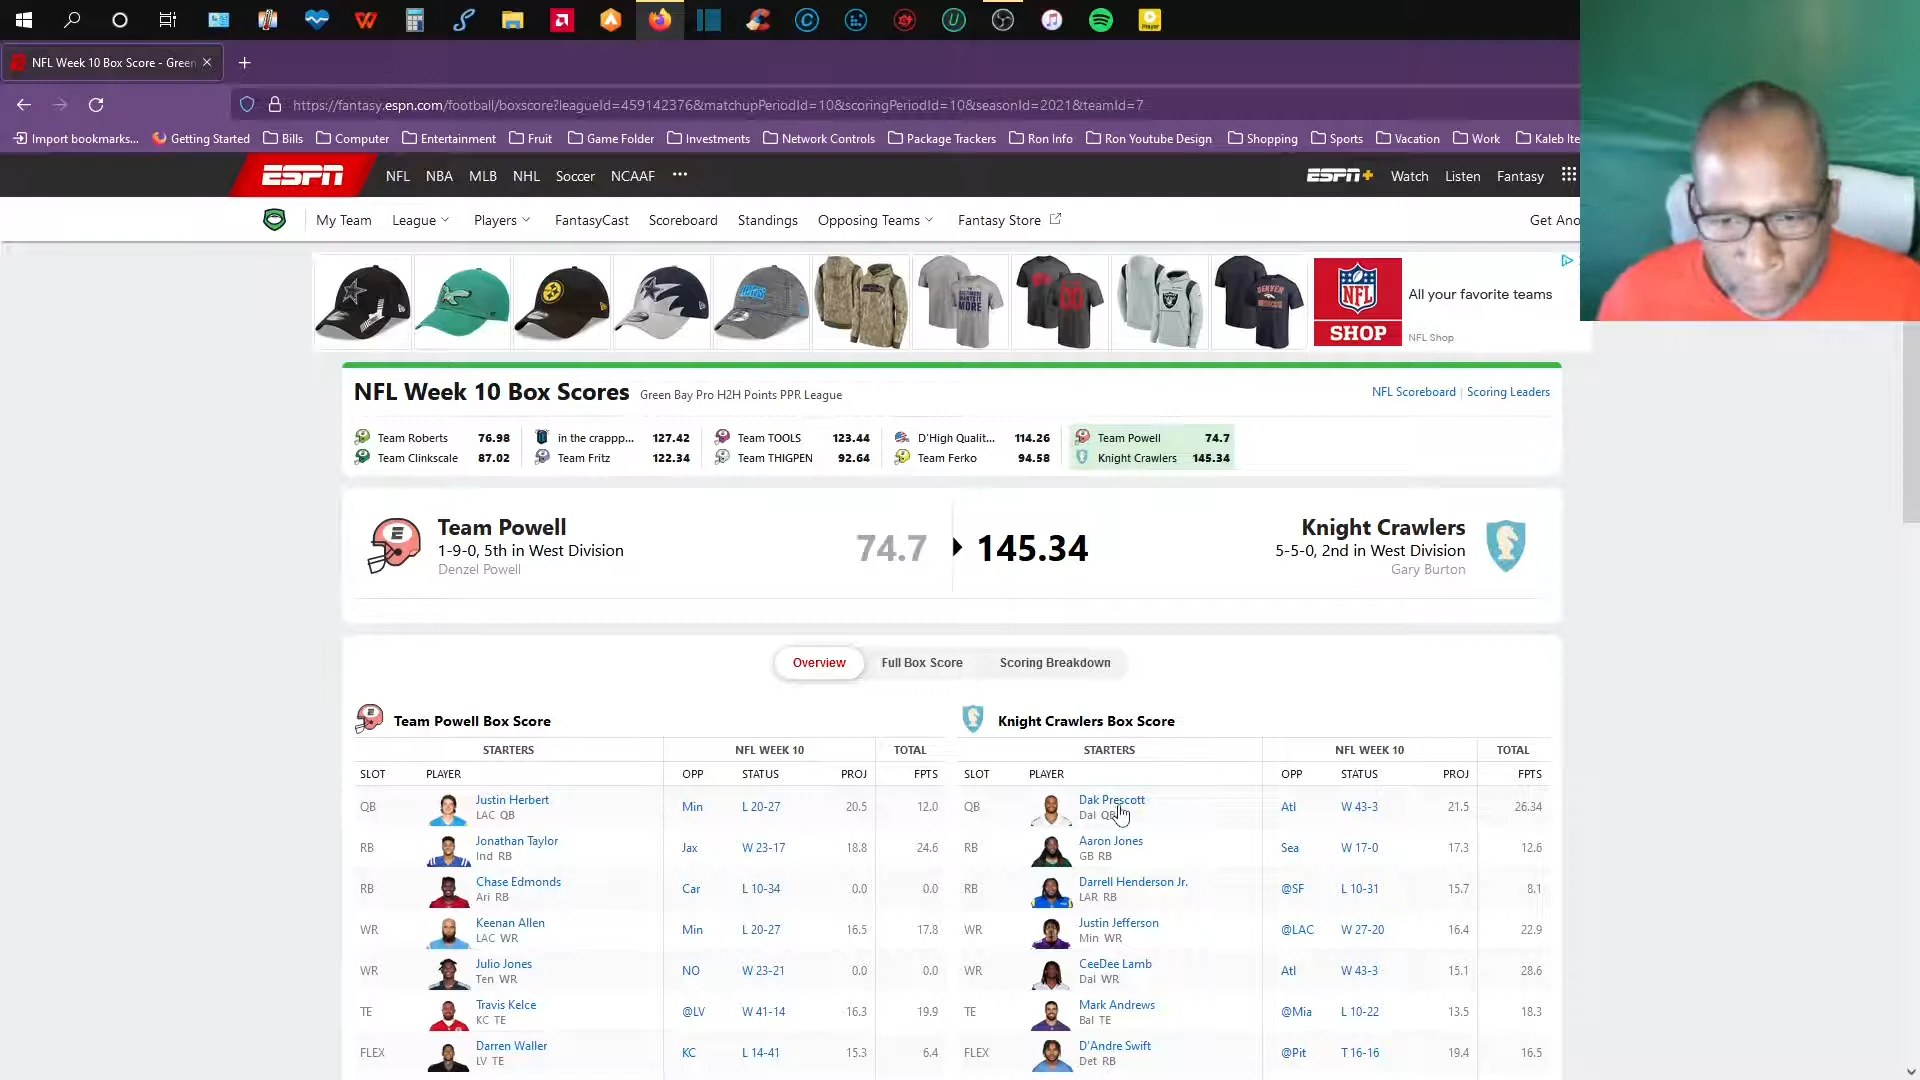 NFL Week 10 Box Score - Green
https://fantasy.espn.com/football/boxscore?leagueId=459142376&matchupPeriodId=10&scoringPeriodId=10&seasonId=2021&teamId=7
Import bookmarks... Getting Started Bills Computer Entertainment Fruit Game Folder Investments Network Controls Package Trackers Ron Info Ron Youtube Design Shopping Sports Vacation Work Kaleb Ite
ESPN NFL NBA MLB NHL Soccer NCAAF ESPN+ Watch Listen Fantasy
My Team League Players FantasyCast Scoreboard Standings Opposing Teams Fantasy Store Get Ano
NFL
SHOP
All your favorite teams
NFL Shop
NFL Week 10 Box Scores Green Bay Pro H2H Points PPR League NFL Scoreboard | Scoring Leaders
Team Roberts 76.98 in the crappp... 127.42 Team TOOLS 123.44 D'High Qualit... 114.26 Team Powell 74.7
Team Clinkscale 87.02 Team Fritz 122.34 Team THIGPEN 92.64 Team Ferko 94.58 Knight Crawlers 145.34
Team Powell
1-9-0, 5th in West Division
Denzel Powell
74.7 145.34
Knight Crawlers
5-5-0, 2nd in West Division
Gary Burton
Overview Full Box Score Scoring Breakdown
Team Powell Box Score
STARTERS NFL WEEK 10 TOTAL
SLOT PLAYER OPP STATUS PROJ FPTS
QB Justin Herbert Min L 20-27 20.5 12.0
LAC QB
RB Jonathan Taylor Jax W 23-17 18.8 24.6
Ind RB
RB Chase Edmonds Car L 10-34 0.0 0.0
Ari RB
WR Keenan Allen Min L 20-27 16.5 17.8
LAC WR
WR Julio Jones NO W 23-21 0.0 0.0
Ten WR
TE Travis Kelce @LV W 41-14 16.3 19.9
KC TE
FLEX Darren Waller KC L 14-41 15.3 6.4
LV TE
Knight Crawlers Box Score
STARTERS NFL WEEK 10 TOTAL
SLOT PLAYER OPP STATUS PROJ FPTS
QB Dak Prescott Atl W 43-3 21.5 26.34
Dal
RB Aaron Jones Sea W 17-0 17.3 12.6
GB RB
RB Darrell Henderson Jr. @SF L 10-31 15.7 8.1
LAR RB
WR Justin Jefferson @LAC W 27-20 16.4 22.9
Min WR
WR CeeDee Lamb Atl W 43-3 15.1 28.6
Dal WR
TE Mark Andrews @Mia L 10-22 13.5 18.3
Bal TE
FLEX D'Andre Swift @Pit T 16-16 19.4 16.5
Det RB